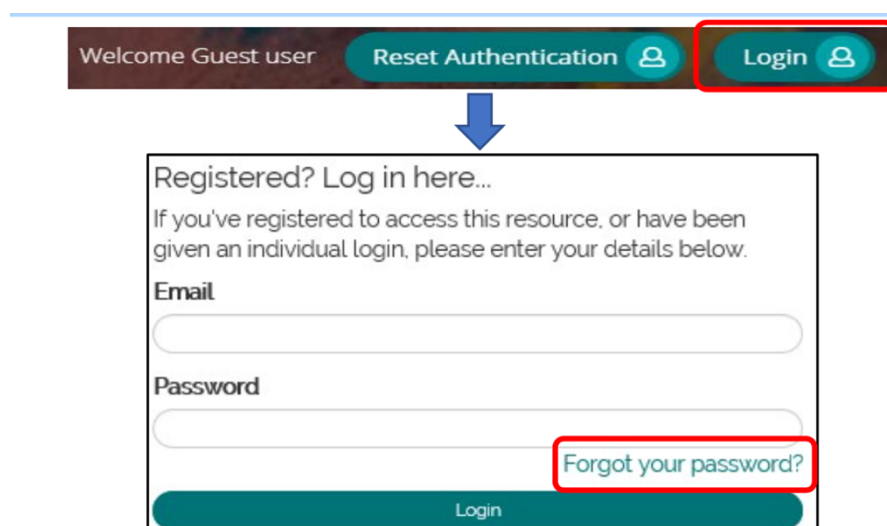 Welcome Guest user Reset Authentication Login
Registered? Log in here...
If you've registered to access this resource, or have been
given an individual login, please enter your details below.
Email
Password
Forgot your password?
Login